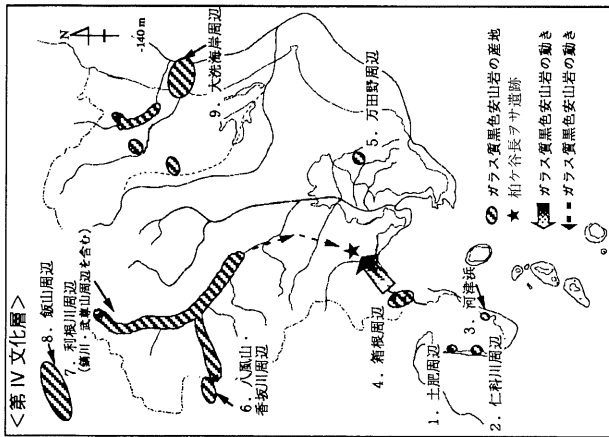 <第 IV 文化層>
8. 飯山周辺
7. 利根川周辺
(鏑川・武尊山周辺を含む)
6. 八風山・
香坂川周辺
4. 箱根周辺
1. 土肥周辺
2. 仁科川周辺
3. 河津浜
5. 万田野周辺
9. 大洗海岸周辺
N
-140 m
ガラス質黒色安山岩の産地
柏ケ谷長ヲサ遺跡
ガラス質黒色安山岩の動き
ガラス質黒色安山岩の動き